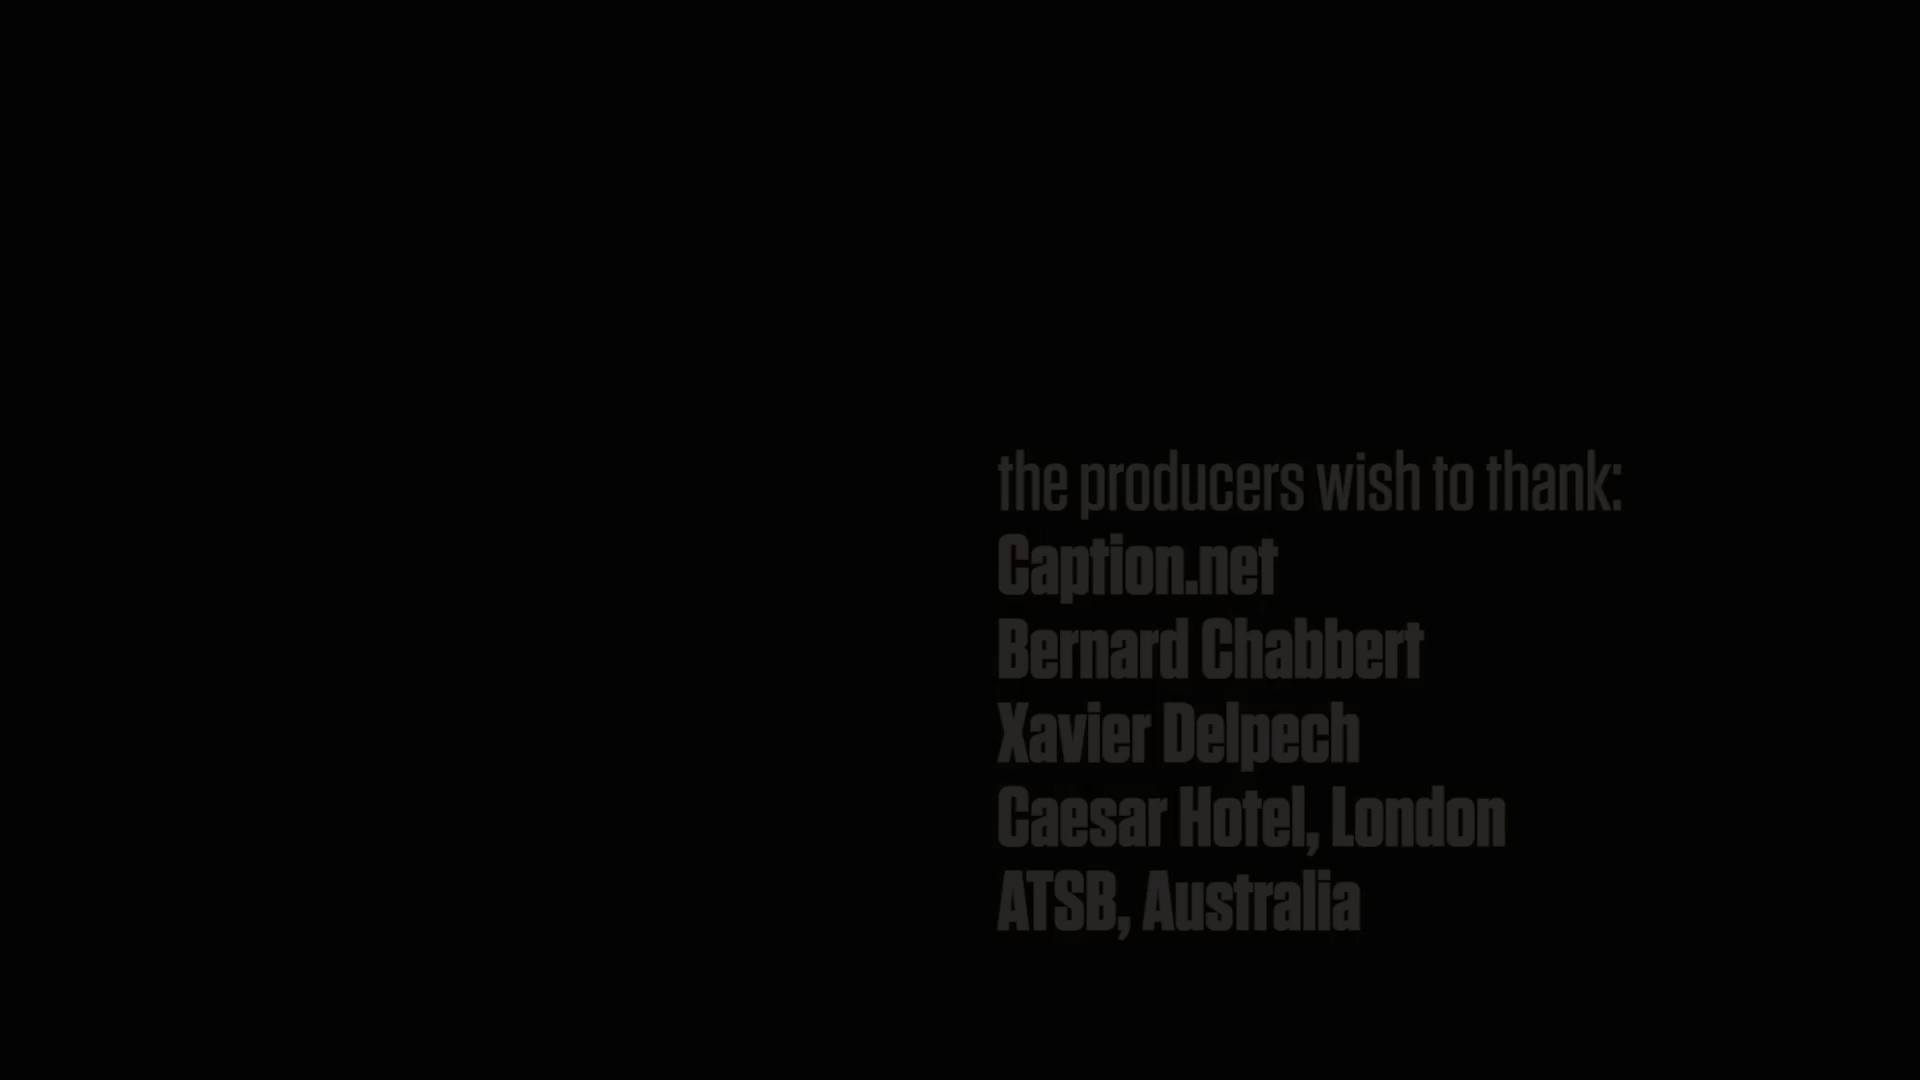 the producers wish to thank:
Caption.net
Bernard Chabbert
Xavier Delpech
Caesar Hotel, London
ATSB, Australia